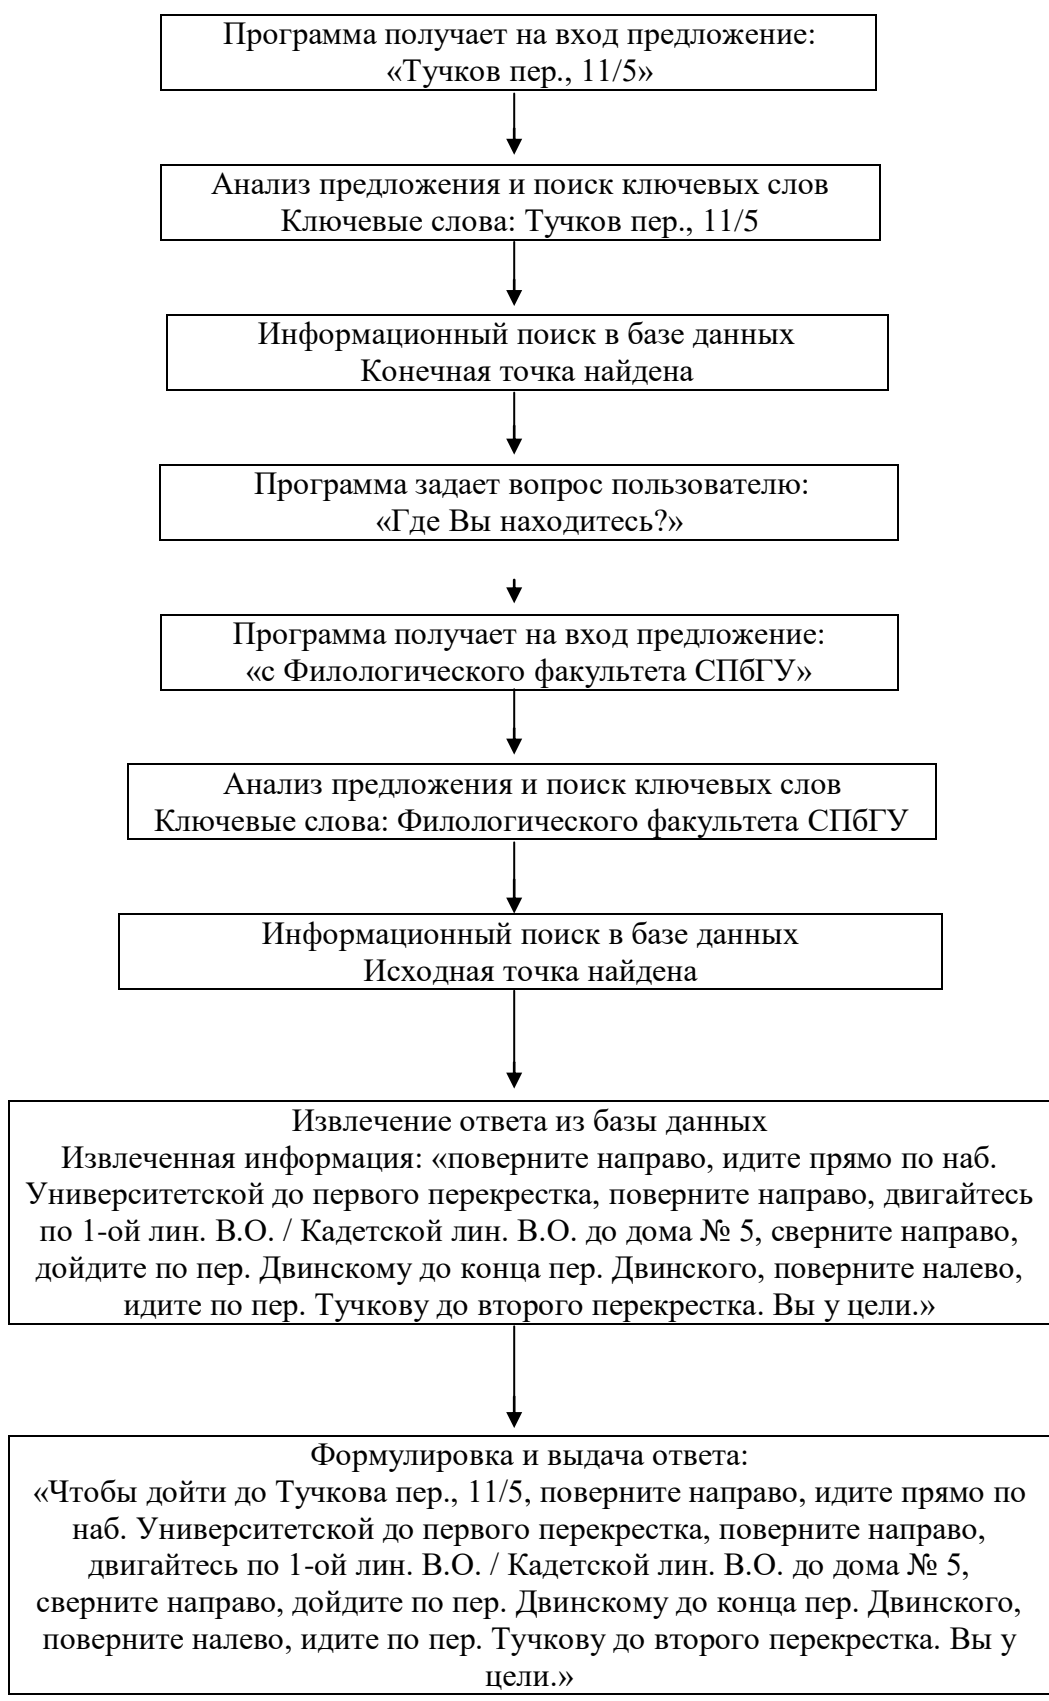 Программа получает на вход предложение:
«Тучков пер., 11/5»
Анализ предложения и поиск ключевых слов
Ключевые слова: Тучков пер., 11/5
Информационный поиск в базе данных
Конечная точка найдена
Программа задает вопрос пользователю:
«Где Вы находитесь?»
Программа получает на вход предложение:
«с Филологического факультета СПбГУ»
Анализ предложения и поиск ключевых слов
Ключевые слова: Филологического факультета СПбГУ
Информационный поиск в базе данных
Исходная точка найдена
Извлечение ответа из базы данных
Извлеченная информация: «поверните направо, идите прямо по наб.
Университетской до первого перекрестка, поверните направо, двигайтесь
по 1-ой лин. В.О. / Кадетской лин. В.О. до дома № 5, сверните направо,
дойдите по пер. Двинскому до конца пер. Двинского, поверните налево,
идите по пер. Тучкову до второго перекрестка. Вы у цели.»
Формулировка и выдача ответа:
«Чтобы дойти до Тучкова пер., 11/5, поверните направо, идите прямо по
наб. Университетской до первого перекрестка, поверните направо,
двигайтесь по 1-ой лин. В.О. / Кадетской лин. В.О. до дома № 5,
сверните направо, дойдите по пер. Двинскому до конца пер. Двинского,
поверните налево, идите по пер. Тучкову до второго перекрестка. Вы у
цели.»